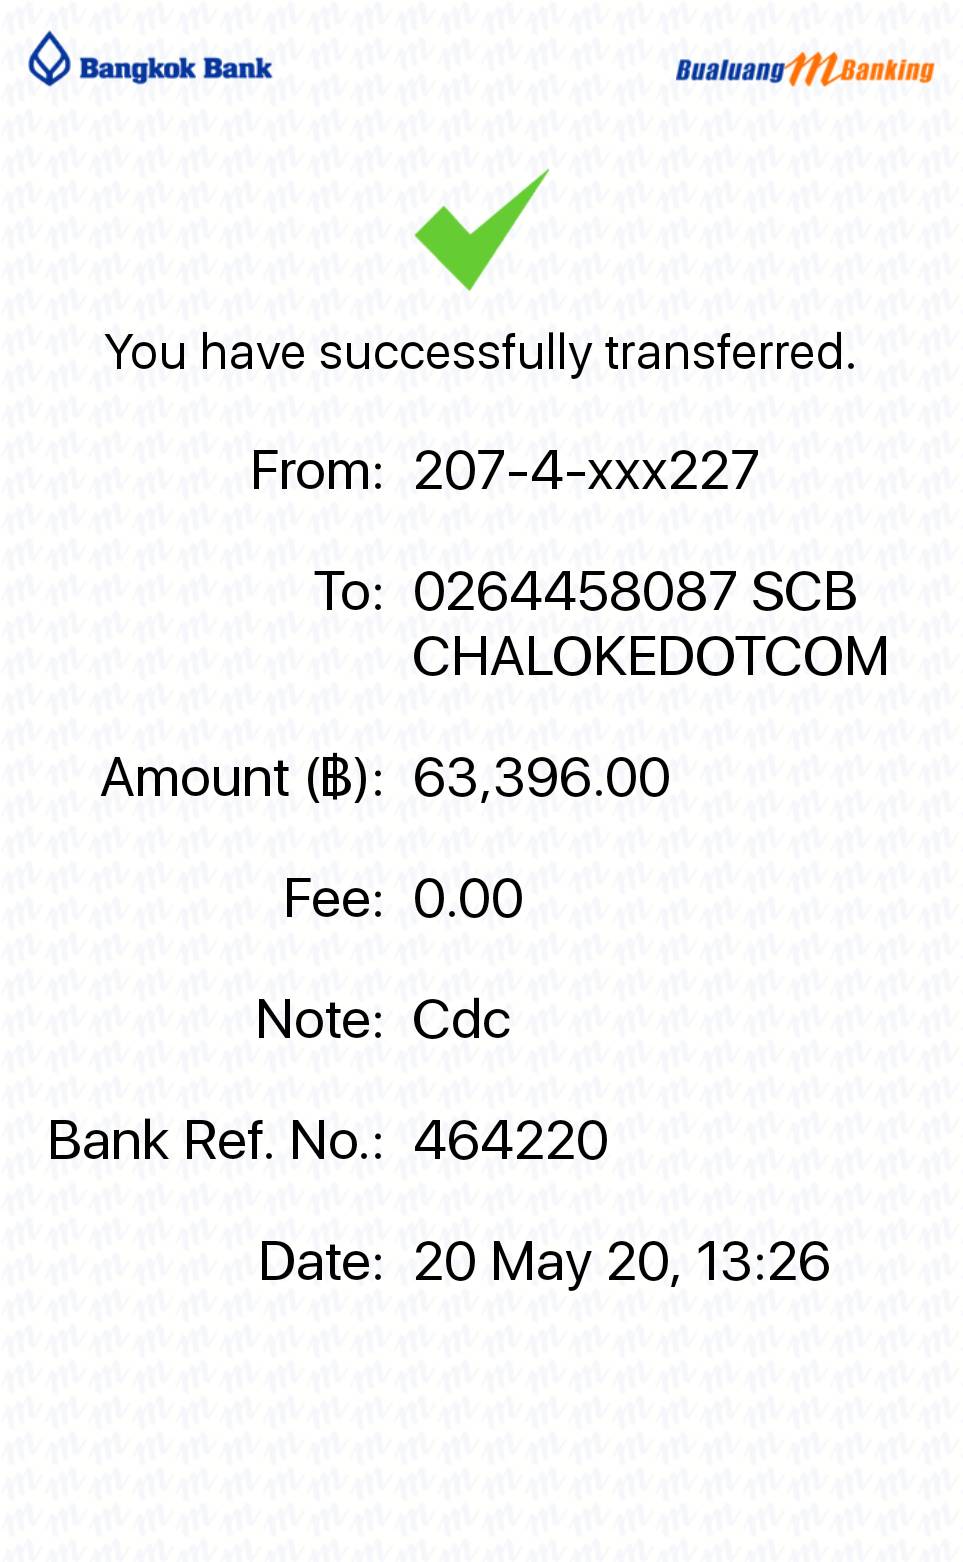 Bangkok Bank
Bualuang mBanking
You have successfully transferred.
From: 207-4-xxx227
To: 0264458087 SCB
CHALOKEDOTCOM
Amount (฿): 63,396.00
Fee: 0.00
Note: Cdc
Bank Ref. No.: 464220
Date: 20 May 20, 13:26